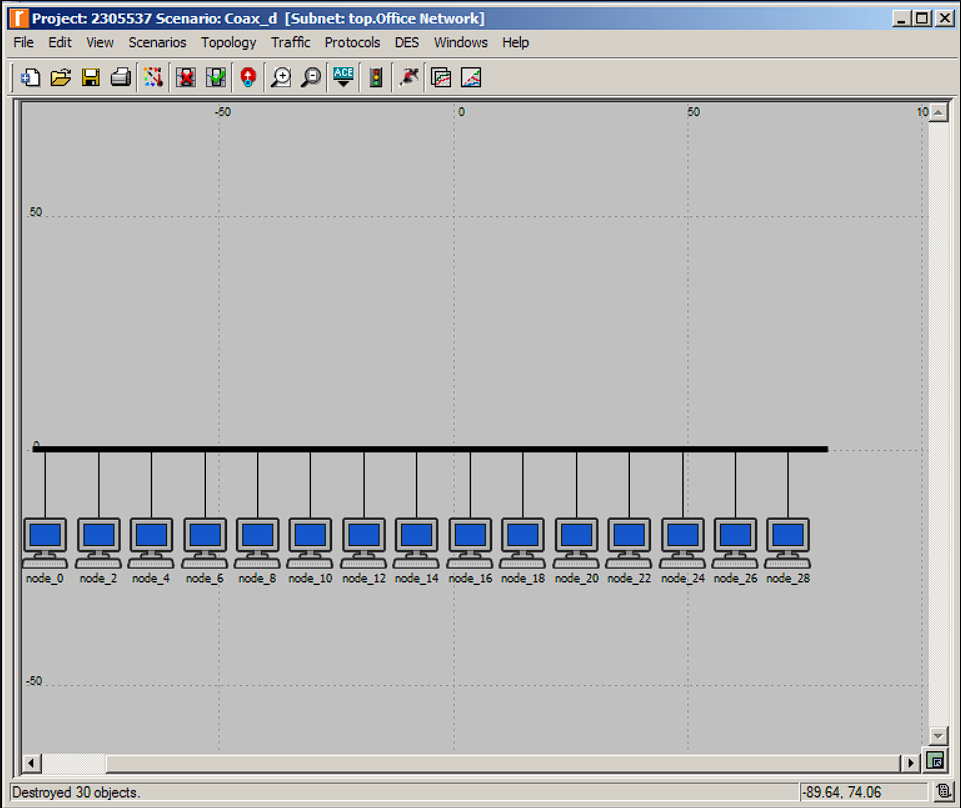 Project: 2305537 Scenario: Coax_d [Subnet: top.Office Network]
File Edit View Scenarios Topology Traffic Protocols DES Windows Help
ACE
-50 0 50 10
50
0
node_0 node_2 node_4 node_6 node_8 node_10 node_12 node_14 node_16 node_18 node_20 node_22 node_24 node_26 node_28
-50
Destroyed 30 objects. -89.64, 74.06